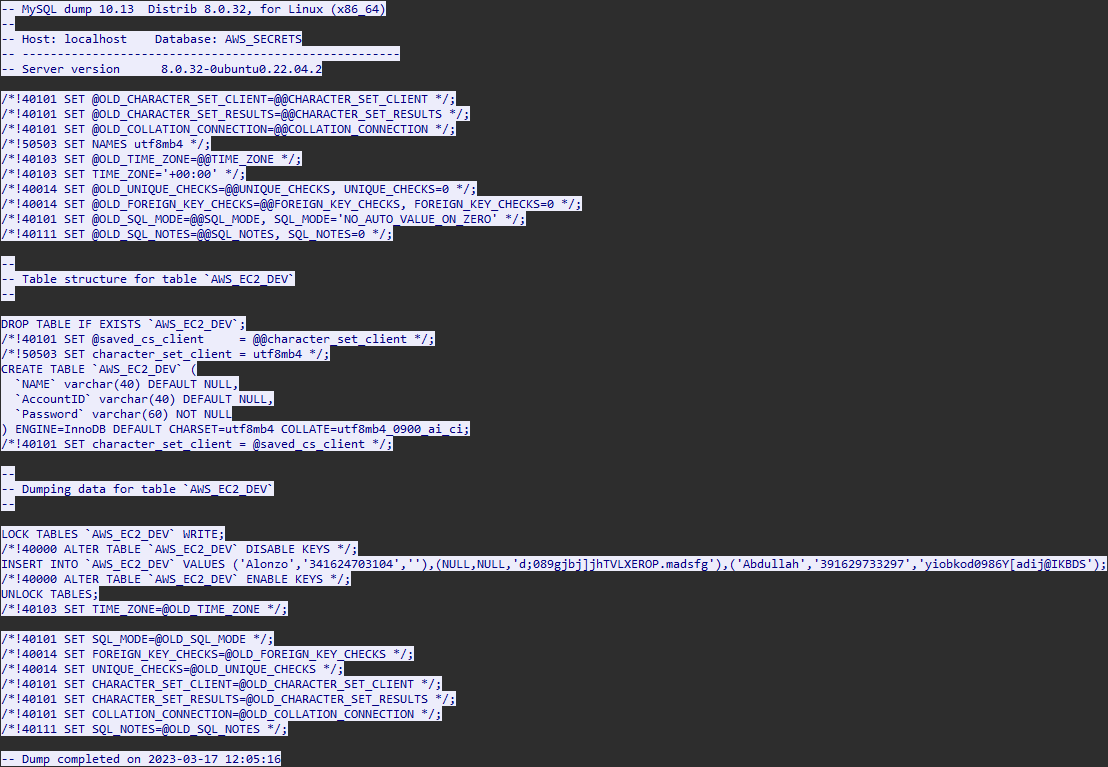 -- MySQL dump 10.13  Distrib 8.0.32, for Linux (x86_64)
--
-- Host: localhost    Database: AWS_SECRETS
-- ------------------------------------------------------
-- Server version      8.0.32-0ubuntu0.22.04.2
/*!40101 SET @OLD_CHARACTER_SET_CLIENT=@@CHARACTER_SET_CLIENT */;
/*!40101 SET @OLD_CHARACTER_SET_RESULTS=@@CHARACTER_SET_RESULTS */;
/*!40101 SET @OLD_COLLATION_CONNECTION=@@COLLATION_CONNECTION */;
/*!50503 SET NAMES utf8mb4 */;
/*!40103 SET @OLD_TIME_ZONE=@@TIME_ZONE */;
/*!40103 SET TIME_ZONE='+00:00' */;
/*!40014 SET @OLD_UNIQUE_CHECKS=@@UNIQUE_CHECKS, UNIQUE_CHECKS=0 */;
/*!40014 SET @OLD_FOREIGN_KEY_CHECKS=@@FOREIGN_KEY_CHECKS, FOREIGN_KEY_CHECKS=0 */;
/*!40101 SET @OLD_SQL_MODE=@@SQL_MODE, SQL_MODE='NO_AUTO_VALUE_ON_ZERO' */;
/*!40111 SET @OLD_SQL_NOTES=@@SQL_NOTES, SQL_NOTES=0 */;
--
-- Table structure for table `AWS_EC2_DEV`
--
DROP TABLE IF EXISTS `AWS_EC2_DEV`;
/*!40101 SET @saved_cs_client     = @@character_set_client */;
/*!50503 SET character_set_client = utf8mb4 */;
CREATE TABLE `AWS_EC2_DEV` (
  `NAME` varchar(40) DEFAULT NULL,
  `AccountID` varchar(40) DEFAULT NULL,
  `Password` varchar(60) NOT NULL
) ENGINE=InnoDB DEFAULT CHARSET=utf8mb4 COLLATE=utf8mb4_0900_ai_ci;
/*!40101 SET character_set_client = @saved_cs_client */;
--
-- Dumping data for table `AWS_EC2_DEV`
--
LOCK TABLES `AWS_EC2_DEV` WRITE;
/*!40000 ALTER TABLE `AWS_EC2_DEV` DISABLE KEYS */;
INSERT INTO `AWS_EC2_DEV` VALUES ('Alonzo','341624703104',''),(NULL,NULL,'d;089gjbj]jhTVLXEROP.madsfg'),('Abdullah','391629733297','yiobkod0986Y[adij@IKBDS');
/*!40000 ALTER TABLE `AWS_EC2_DEV` ENABLE KEYS */;
UNLOCK TABLES;
/*!40103 SET TIME_ZONE=@OLD_TIME_ZONE */;
/*!40101 SET SQL_MODE=@OLD_SQL_MODE */;
/*!40014 SET FOREIGN_KEY_CHECKS=@OLD_FOREIGN_KEY_CHECKS */;
/*!40014 SET UNIQUE_CHECKS=@OLD_UNIQUE_CHECKS */;
/*!40101 SET CHARACTER_SET_CLIENT=@OLD_CHARACTER_SET_CLIENT */;
/*!40101 SET CHARACTER_SET_RESULTS=@OLD_CHARACTER_SET_RESULTS */;
/*!40101 SET COLLATION_CONNECTION=@OLD_COLLATION_CONNECTION */;
/*!40111 SET SQL_NOTES=@OLD_SQL_NOTES */;
-- Dump completed on 2023-03-17 12:05:16